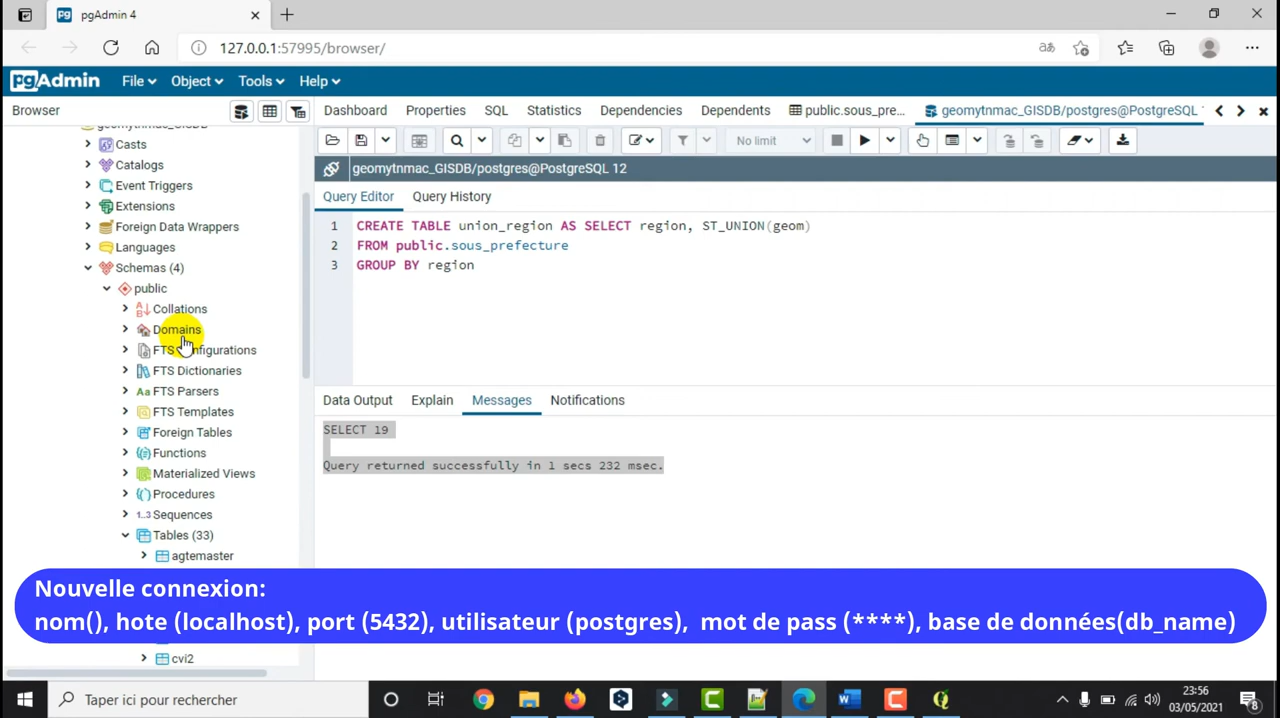 pgAdmin 4
127.0.0.1:57995/browser/
pgAdmin File Object Tools Help
Browser
Dashboard Properties SQL Statistics Dependencies Dependents public.sous_pre... geomytnmac_GISDB/postgres@PostgreSQL
No limit
geomytnmac_GISDB/postgres@PostgreSQL 12
Query Editor Query History
1 CREATE TABLE union_region AS SELECT region, ST_UNION(geom)
2 FROM public.sous_prefecture
3 GROUP BY region
geomytnmac_GISDB
Casts
Catalogs
Event Triggers
Extensions
Foreign Data Wrappers
Languages
Schemas (4)
public
Collations
Domains
FTS Configurations
FTS Dictionaries
Aa FTS Parsers
FTS Templates
Foreign Tables
Functions
Materialized Views
Procedures
1..3 Sequences
Tables (33)
agtemaster
cvi2
Data Output Explain Messages Notifications
SELECT 19
Query returned successfully in 1 secs 232 msec.
Nouvelle connexion:
nom(), hote (localhost), port (5432), utilisateur (postgres), mot de pass (****), base de données(db_name)
Taper ici pour rechercher
23:56
03/05/2021
8